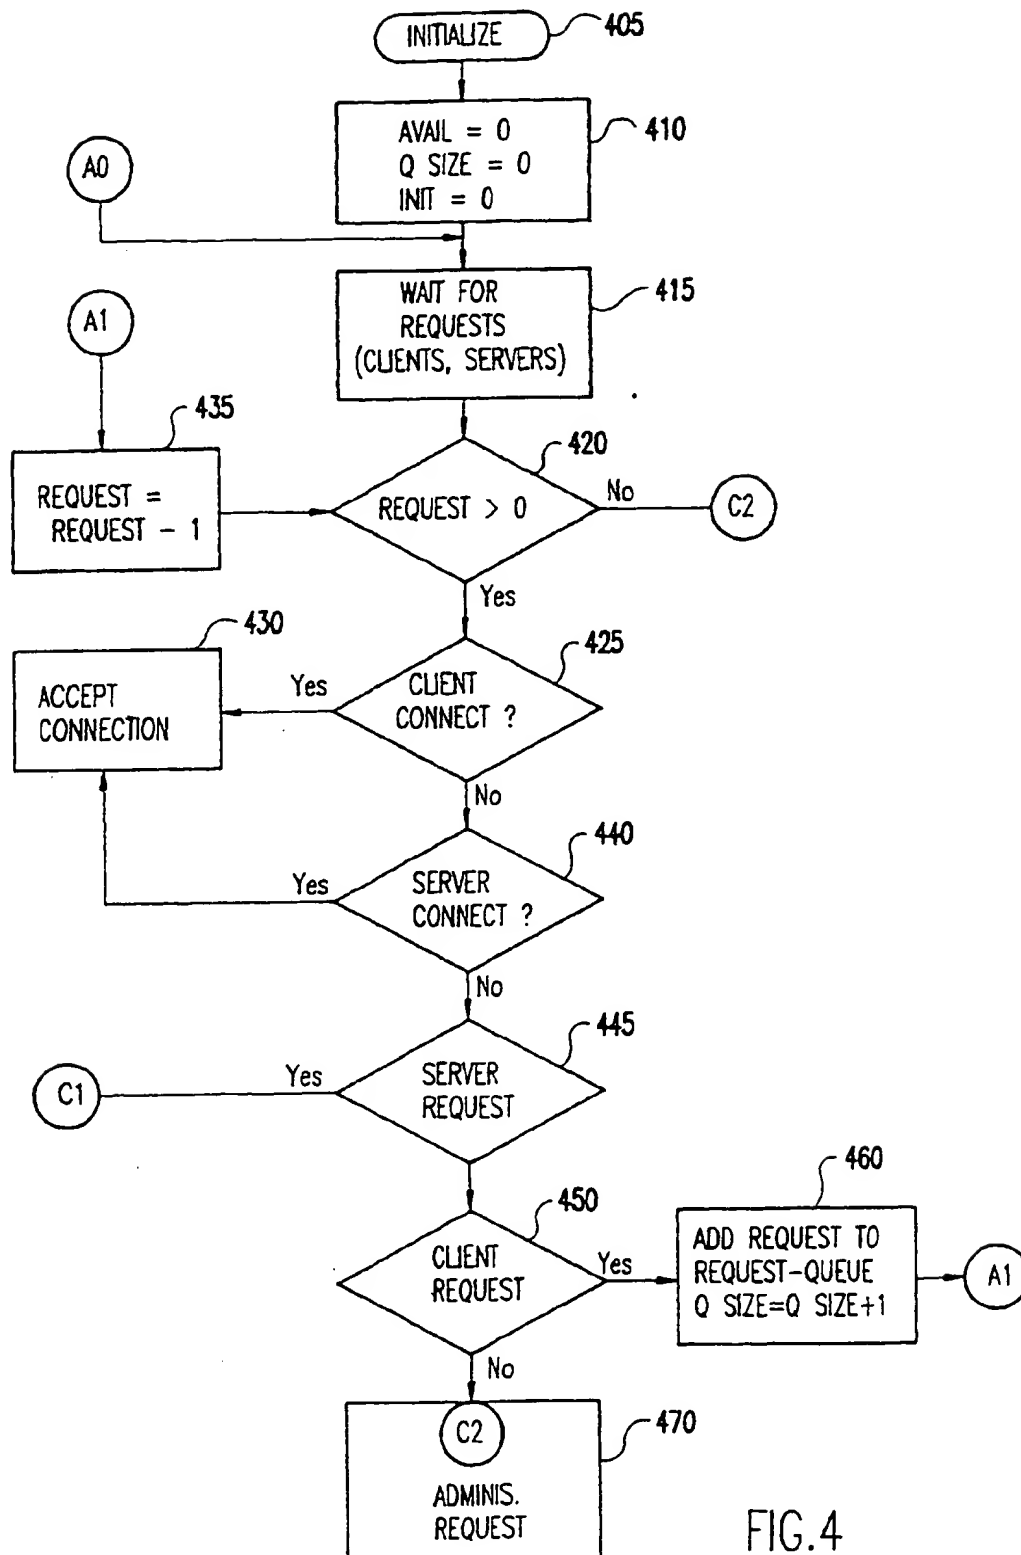 INITIALIZE
405
AVAIL = 0
Q SIZE = 0
INIT = 0
410
A0
WAIT FOR
REQUESTS
(CLIENTS, SERVERS)
415
A1
435
REQUEST =
REQUEST - 1
420
REQUEST > 0
No
C2
Yes
430
ACCEPT
CONNECTION
425
Yes
CLIENT
CONNECT ?
No
440
Yes
SERVER
CONNECT ?
No
445
C1
Yes
SERVER
REQUEST
450
CLIENT
REQUEST
Yes
460
ADD REQUEST TO
REQUEST-QUEUE
Q SIZE=Q SIZE+1
A1
No
C2
470
ADMINIS.
REQUEST
FIG.4